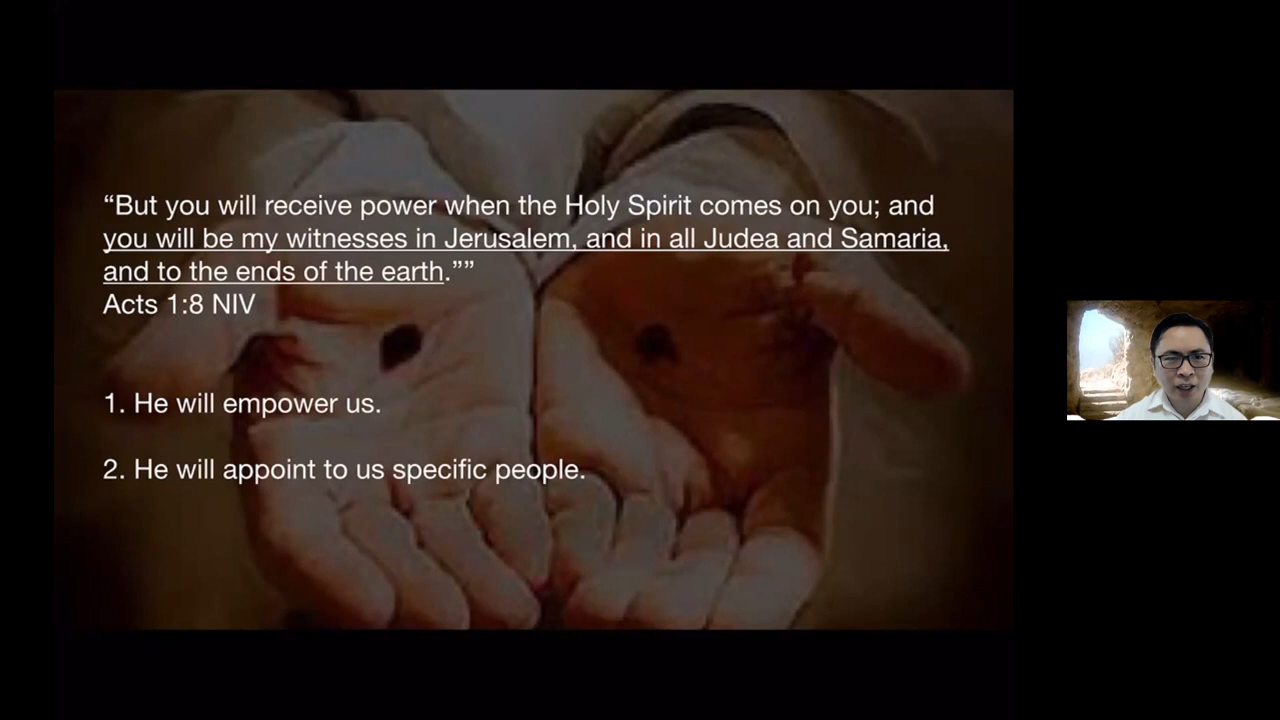 “But you will receive power when the Holy Spirit comes on you; and
you will be my witnesses in Jerusalem, and in all Judea and Samaria,
and to the ends of the earth.””
Acts 1:8 NIV
1. He will empower us.
2. He will appoint to us specific people.